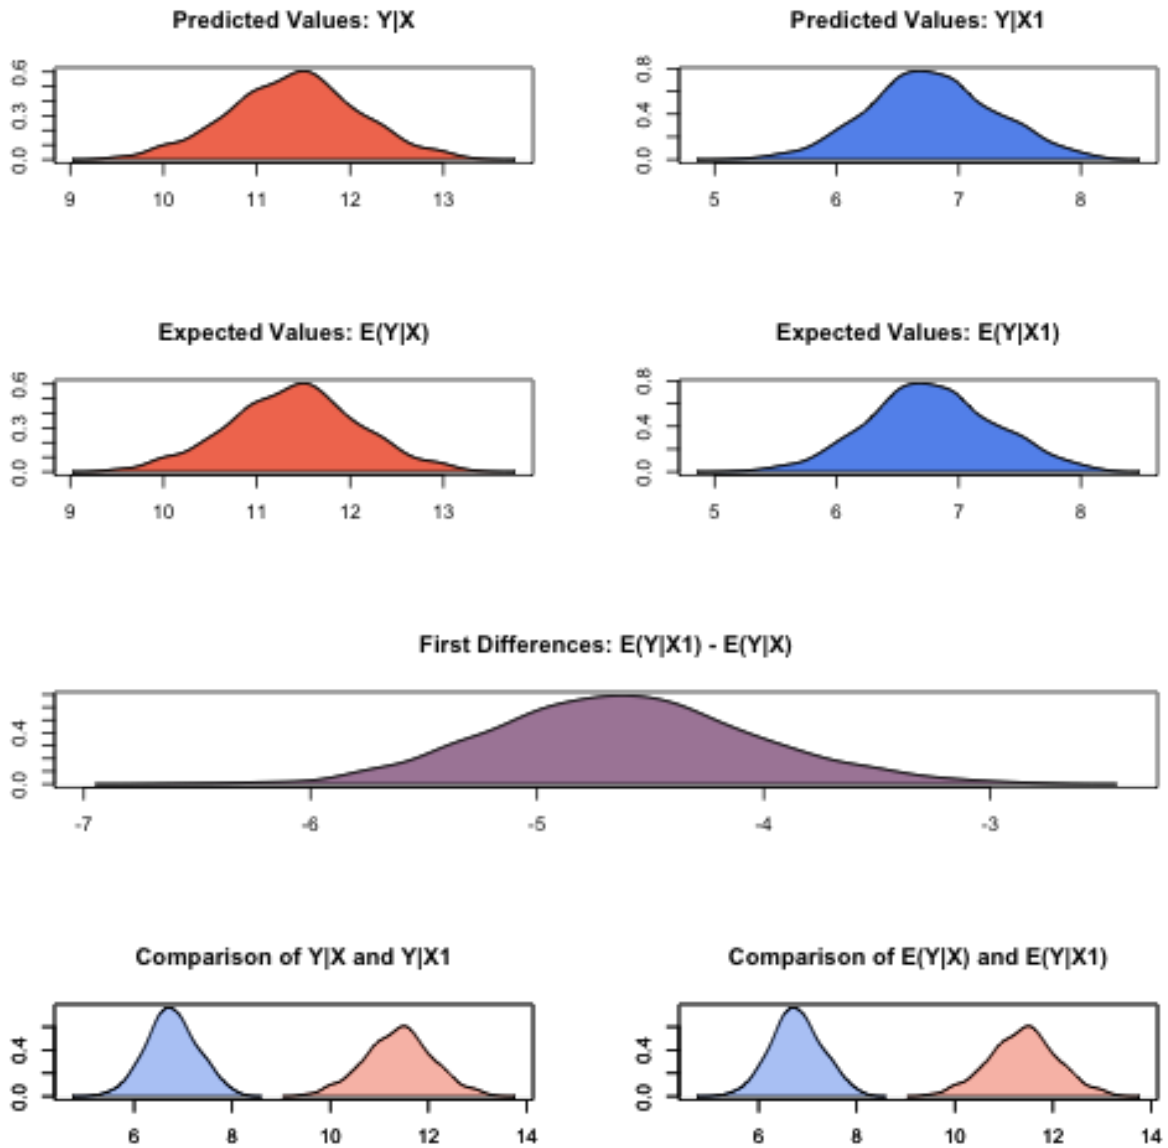 Predicted Values: Y|X
Predicted Values: Y|X1
0.0 0.3 0.6
9 10 11 12 13
0.0 0.4 0.8
5 6 7 8
Expected Values: E(Y|X)
Expected Values: E(Y|X1)
0.0 0.3 0.6
9 10 11 12 13
0.0 0.4 0.8
5 6 7 8
First Differences: E(Y|X1) - E(Y|X)
0.0 0.4
-7 -6 -5 -4 -3
Comparison of Y|X and Y|X1
Comparison of E(Y|X) and E(Y|X1)
0.0 0.4
6 8 10 12 14
0.0 0.4
6 8 10 12 14